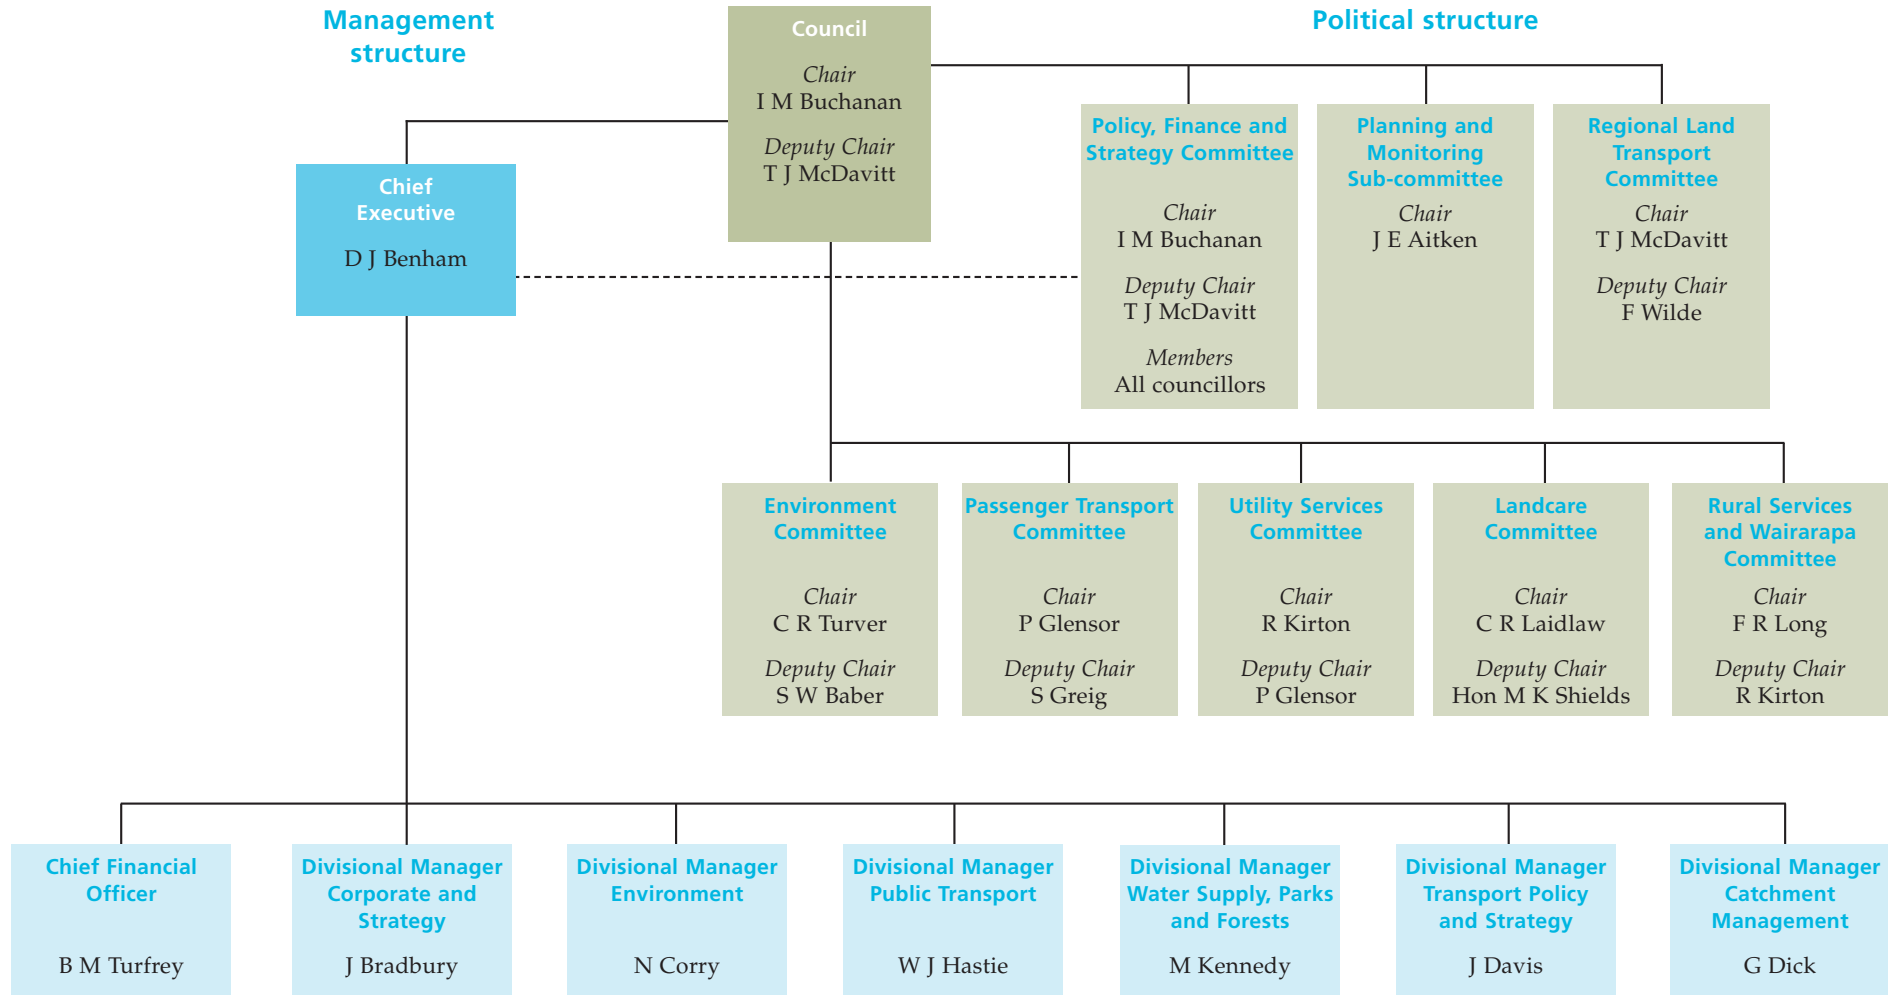 Management
structure
Political structure
Council
Chair
I M Buchanan
Deputy Chair
T J McDavitt
Chief
Executive
D J Benham
Policy, Finance and
Strategy Committee
Chair
I M Buchanan
Deputy Chair
T J McDavitt
Members
All councillors
Planning and
Monitoring
Sub-committee
Chair
J E Aitken
Regional Land
Transport
Committee
Chair
T J McDavitt
Deputy Chair
F Wilde
Environment
Committee
Chair
C R Turver
Deputy Chair
S W Baber
Passenger Transport
Committee
Chair
P Glensor
Deputy Chair
S Greig
Utility Services
Committee
Chair
R Kirton
Deputy Chair
P Glensor
Landcare
Committee
Chair
C R Laidlaw
Deputy Chair
Hon M K Shields
Rural Services
and Wairarapa
Committee
Chair
F R Long
Deputy Chair
R Kirton
Chief Financial
Officer
B M Turfrey
Divisional Manager
Corporate and
Strategy
J Bradbury
Divisional Manager
Environment
N Corry
Divisional Manager
Public Transport
W J Hastie
Divisional Manager
Water Supply, Parks
and Forests
M Kennedy
Divisional Manager
Transport Policy
and Strategy
J Davis
Divisional Manager
Catchment
Management
G Dick